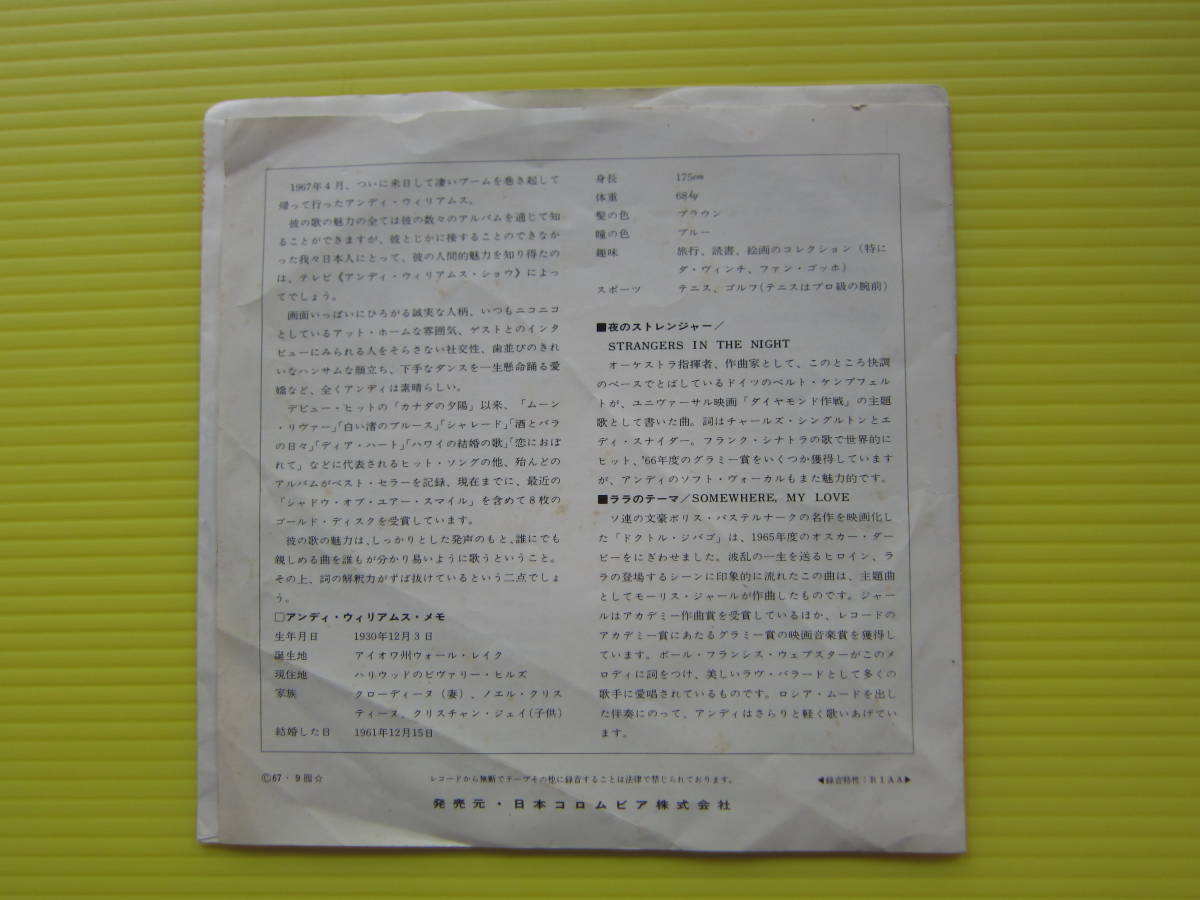 1967年4月、ついに来日して凄いブームを巻き起して
帰って行ったアンディ・ウィリアムス。
彼の歌の魅力の全ては彼の数々のアルバムを通じて知
ることができますが、彼とじかに接することのできなか
った我々日本人にとって、彼の人間的魅力を知り得たの
は、テレビ《アンディ・ウィリアムス・ショウ》によっ
てでしょう。
画面いっぱいにひろがる誠実な人柄、いつもニコニコ
としているアット・ホームな雰囲気、ゲストとのインタ
ビューにみられる人をそらさない社交性、歯並びのきれ
いなハンサムな顔立ち、下手なダンスを一生懸命踊る愛
嬌など、全くアンディは素晴らしい。
デビュー・ヒットの「カナダの夕陽」以来、「ムーン
・リヴァー」「白い渚のブルース」「シャレード」「酒とバラ
の日々」「ディア・ハート」「ハワイの結婚の歌」「恋におぼ
れて」などに代表されるヒット・ソングの他、殆んどの
アルバムがベスト・セラーを記録、現在までに、最近の
「シャドウ・オブ・ユアー・スマイル」を含めて8枚の
ゴールド・ディスクを受賞しています。
彼の歌の魅力は、しっかりとした発声のもと、誰にでも
親しめる曲を誰もが分かり易いように歌うということ。
その上、詞の解釈力がずば抜けているという二点でしょ
う。
□アンディ・ウィリアムス・メモ
生年月日 1930年12月3日
誕生地 アイオワ州ウォール・レイク
現住地 ハリウッドのビヴァリー・ヒルズ
家族 クローディーヌ（妻）、ノエル・クリス
ティーヌ、クリスチャン・ジェイ(子供)
結婚した日 1961年12月15日
身長 175cm
体重 68kg
髪の色 ブラウン
瞳の色 ブルー
趣味 旅行、読書、絵画のコレクション（特に
ダ・ヴィンチ、ファン・ゴッホ）
スポーツ テニス、ゴルフ(テニスはプロ級の腕前)
■夜のストレンジャー/
STRANGERS IN THE NIGHT
オーケストラ指揮者、作曲家として、このところ快調
のペースでとばしているドイツのベルト・ケンプフェル
トが、ユニヴァーサル映画「ダイヤモンド作戦」の主題
歌として書いた曲。詞はチャールズ・シングルトンとエ
ディ・スナイダー。フランク・シナトラの歌で世界的に
ヒット、'66年度のグラミー賞をいくつか獲得しています
が、アンディのソフト・ヴォーカルもまた魅力的です。
■ララのテーマ/SOMEWHERE, MY LOVE
ソ連の文豪ボリス・パステルナークの名作を映画化し
た「ドクトル・ジバゴ」は、1965年度のオスカー・ダー
ビーをにぎわせました。波乱の一生を送るヒロイン、ラ
ラの登場するシーンに印象的に流れたこの曲は、主題曲
としてモーリス・ジャールが作曲したものです。ジャー
ルはアカデミー作曲賞を受賞しているほか、レコードの
アカデミー賞にあたるグラミー賞の映画音楽賞を獲得し
ています。ポール・フランシス・ウェブスターがこのメ
ロディに詞をつけ、美しいラヴ・バラードとして多くの
歌手に愛唱されているものです。ロシア・ムードを出し
た伴奏にのって、アンディはさらりと軽く歌いあげてい
ます。
Ⓒ67・9 ☆
レコードから無断でテープその他に録音することは法律で禁じられております。
◀録音特性：RIAA▶
発売元・日本コロムビア株式会社